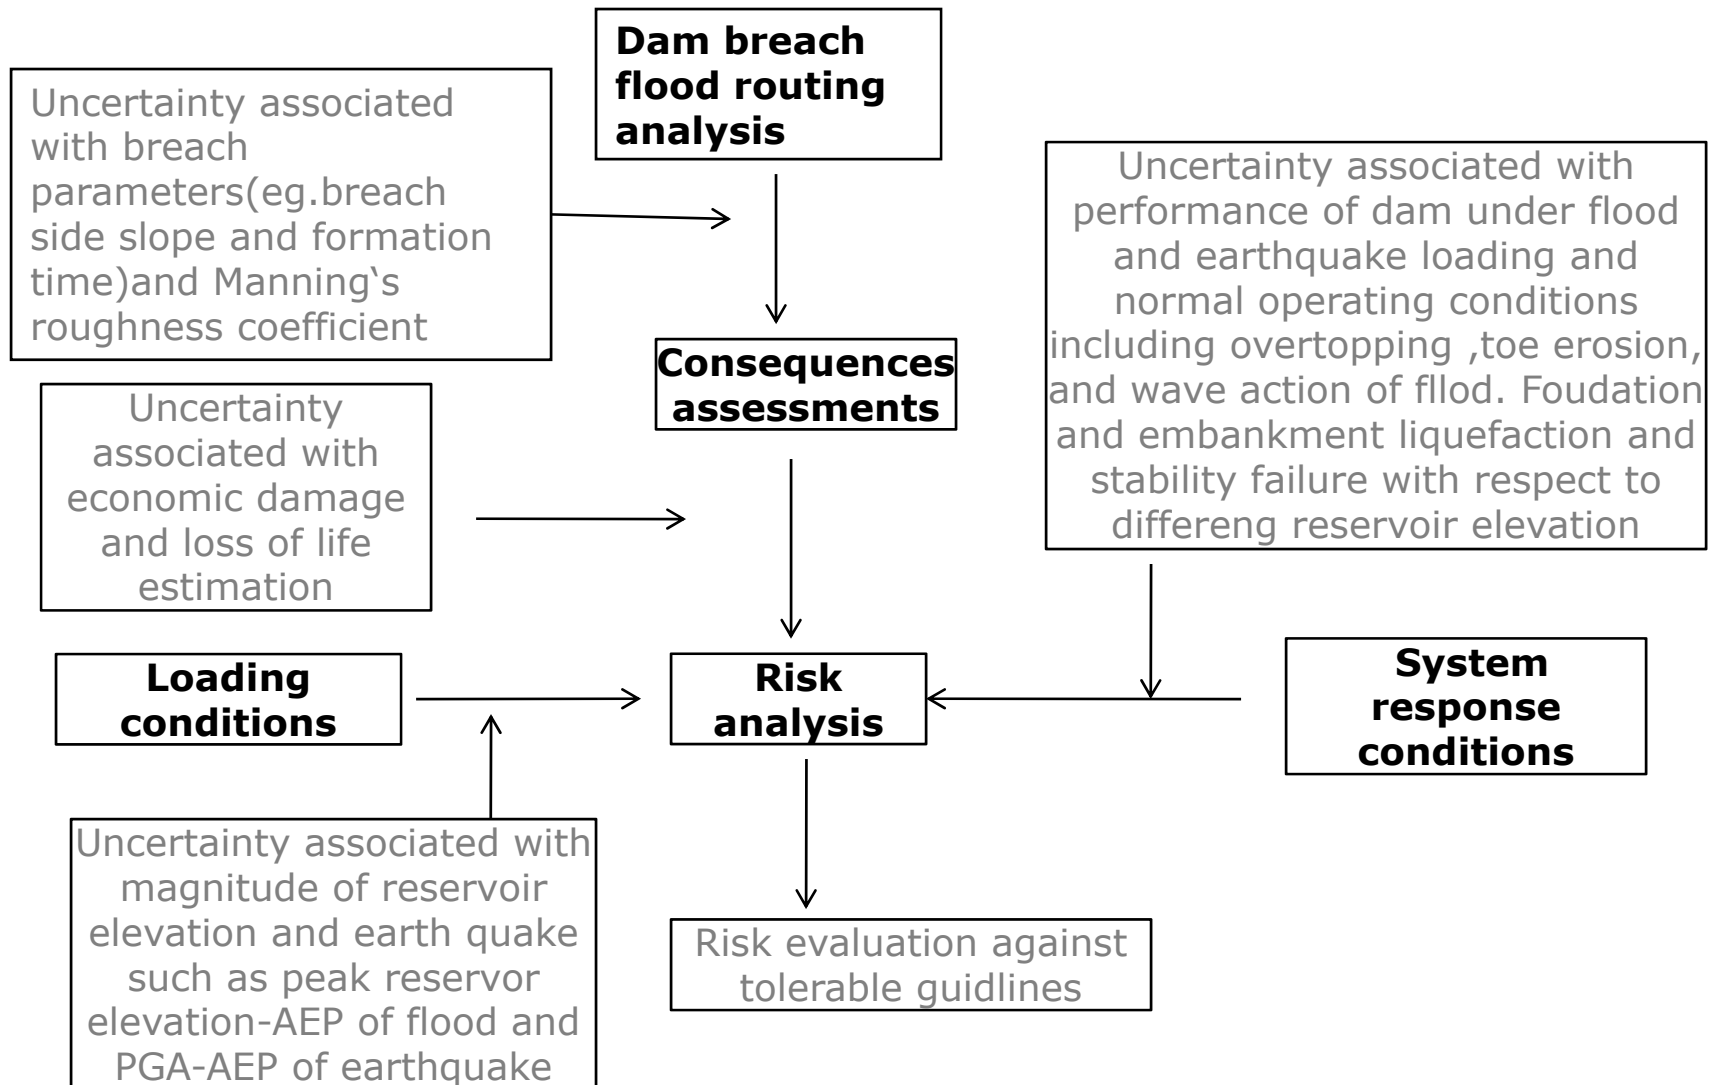 Dam breach
flood routing
analysis
Uncertainty associated
with breach
parameters(eg.breach
side slope and formation
time)and Manning‘s
roughness coefficient
Uncertainty associated with
performance of dam under flood
and earthquake loading and
normal operating conditions
including overtopping ,toe erosion,
and wave action of fllod. Foudation
and embankment liquefaction and
stability failure with respect to
differeng reservoir elevation
Consequences
assessments
Uncertainty
associated with
economic damage
and loss of life
estimation
Loading
conditions
Risk
analysis
System
response
conditions
Uncertainty associated with
magnitude of reservoir
elevation and earth quake
such as peak reservor
elevation-AEP of flood and
PGA-AEP of earthquake
Risk evaluation against
tolerable guidlines